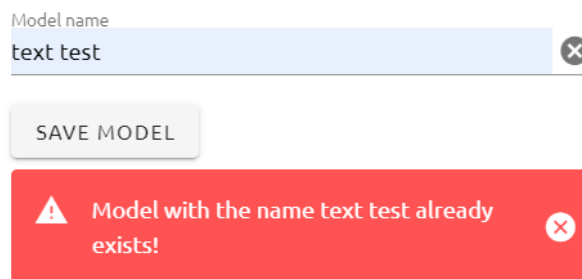 Model name
text test
SAVE MODEL
Model with the name text test already
exists!